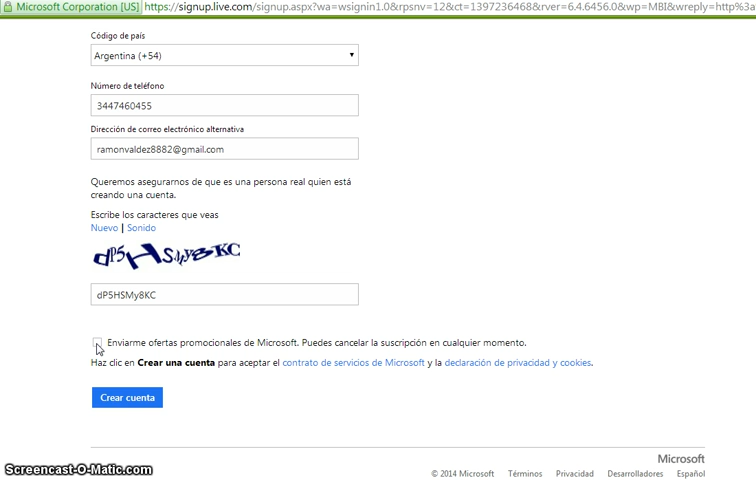 Microsoft Corporation [US] https://signup.live.com/signup.aspx?wa=wsignin1.0&rpsnv=12&ct=1397236468&rver=6.4.6456.0&wp=MBI&wreply=http%3a
Código de país
Argentina (+54)
Número de teléfono
3447460455
Dirección de correo electrónico alternativa
ramonvaldez8882@gmail.com
Queremos asegurarnos de que es una persona real quien está
creando una cuenta.
Escribe los caracteres que veas
Nuevo | Sonido
dP5HSMy8KC
dP5HSMy8KC
Enviarme ofertas promocionales de Microsoft. Puedes cancelar la suscripción en cualquier momento.
Haz clic en Crear una cuenta para aceptar el contrato de servicios de Microsoft y la declaración de privacidad y cookies.
Crear cuenta
Microsoft
© 2014 Microsoft Términos Privacidad Desarrolladores Español
Screencast-O-Matic.com